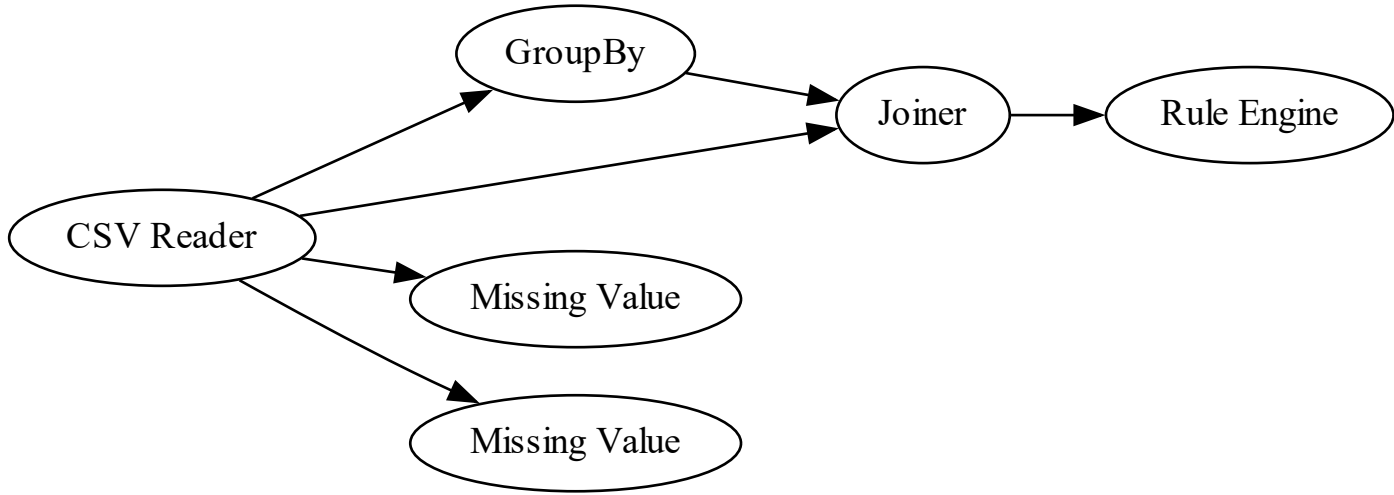 GroupBy
Joiner
Rule Engine
CSV Reader
Missing Value
Missing Value